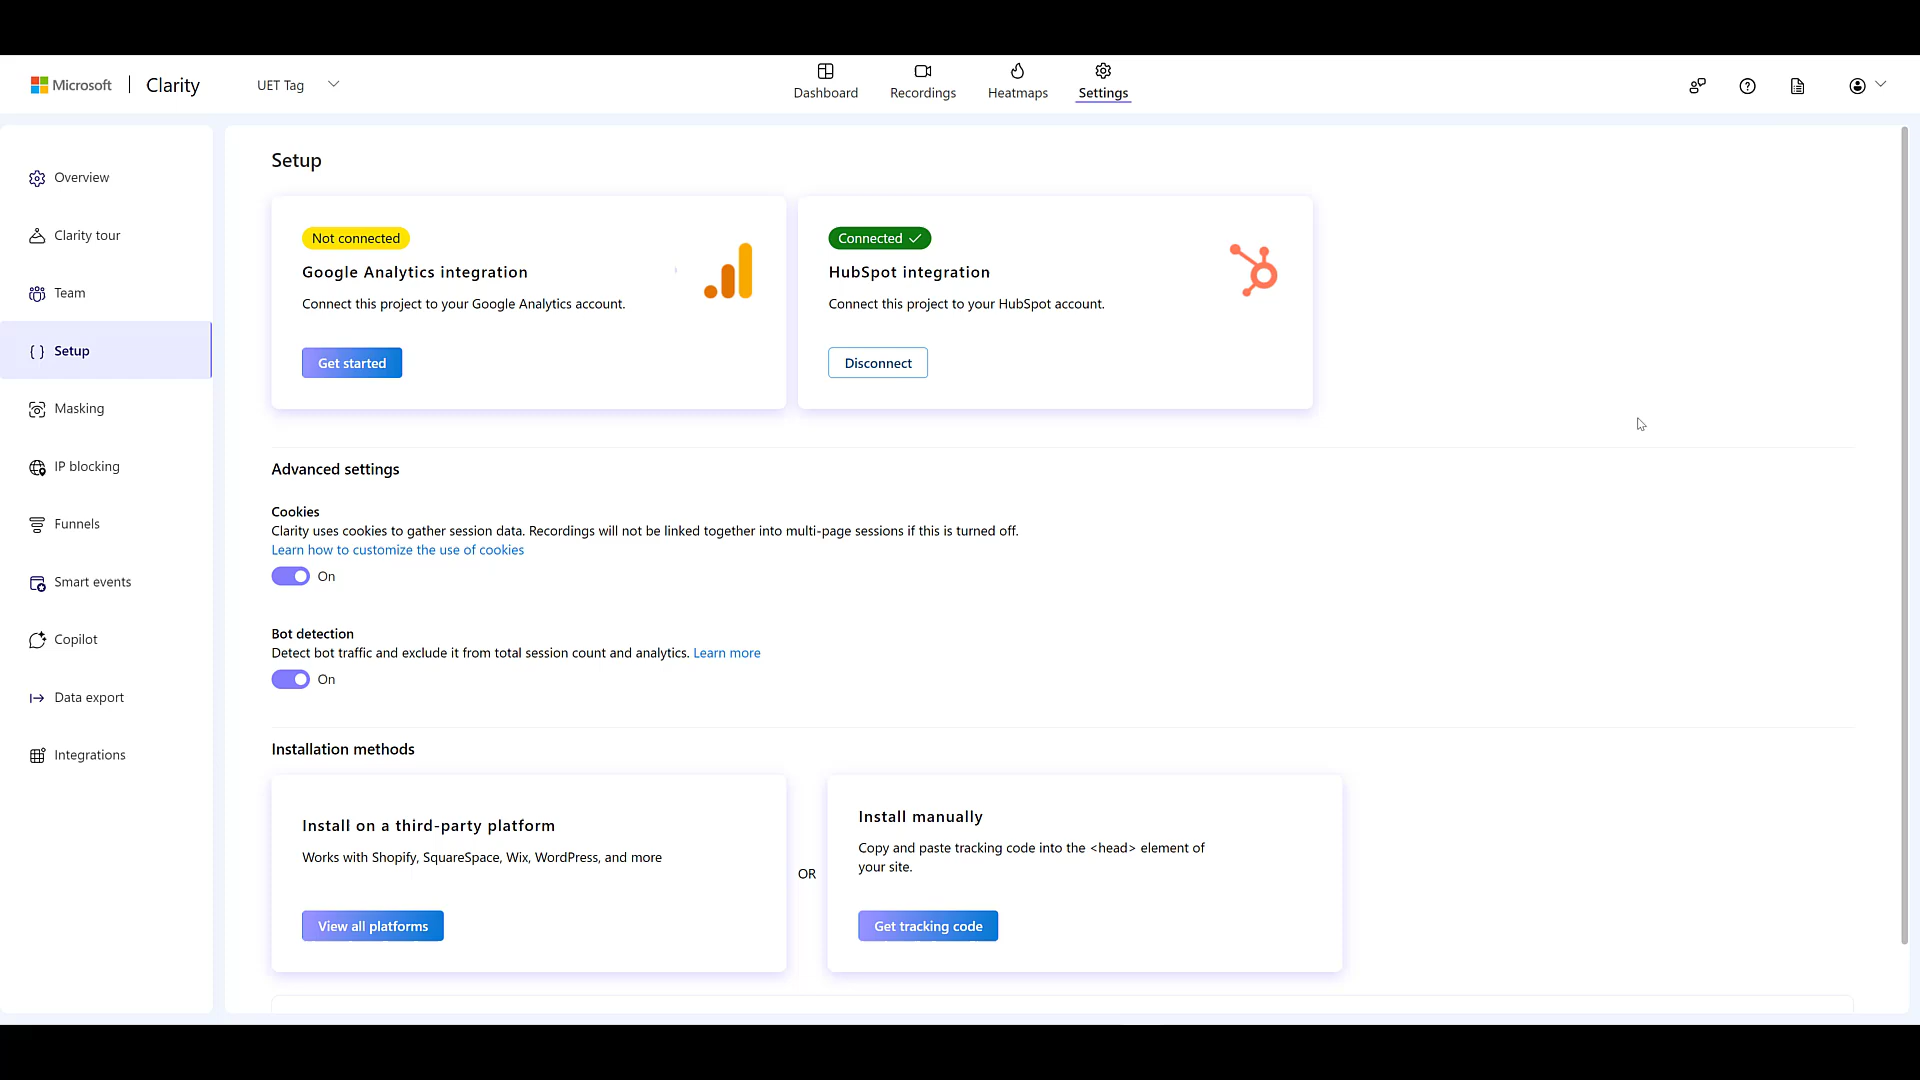 Microsoft | Clarity
UET Tag
Dashboard
Recordings
Heatmaps
Settings
Overview
Clarity tour
Team
Setup
Masking
IP blocking
Funnels
Smart events
Copilot
Data export
Integrations
Setup
Not connected
Google Analytics integration
Connect this project to your Google Analytics account.
Get started
Connected
HubSpot integration
Connect this project to your HubSpot account.
Disconnect
Advanced settings
Cookies
Clarity uses cookies to gather session data. Recordings will not be linked together into multi-page sessions if this is turned off.
Learn how to customize the use of cookies
On
Bot detection
Detect bot traffic and exclude it from total session count and analytics. Learn more
On
Installation methods
Install on a third-party platform
Works with Shopify, SquareSpace, Wix, WordPress, and more
View all platforms
OR
Install manually
Copy and paste tracking code into the <head> element of
your site.
Get tracking code